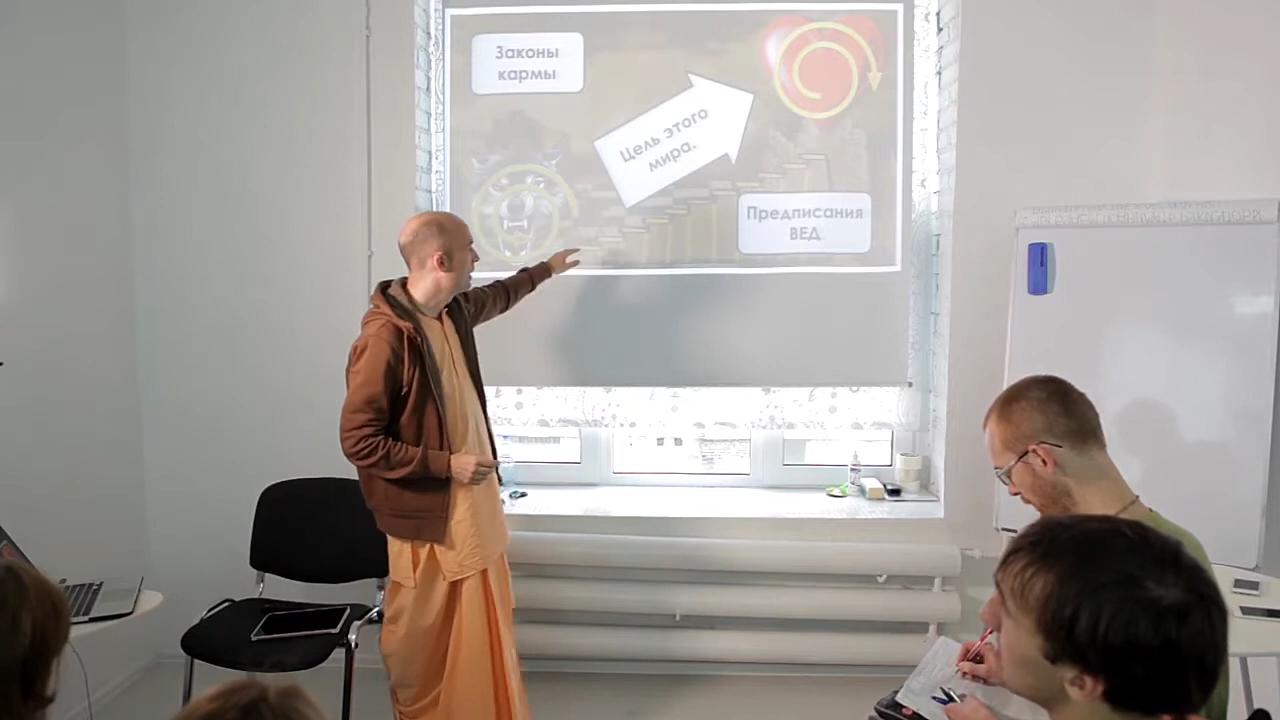 Законы
кармы
Цель этого
мира.
Предписания
ВЕД